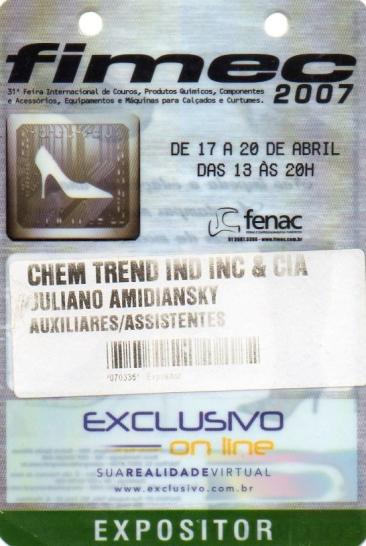 fimec
31ª Feira Internacional de Couros, Produtos Químicos, Componentes
e Acessórios, Equipamentos e Máquinas para Calçados e Curtumes.
2007
DE 17 A 20 DE ABRIL
DAS 13 ÀS 20H
fenac
CHEM TREND IND INC & CIA
JULIANO AMIDIANSKY
AUXILIARES/ASSISTENTES
*070336* Expositor
EXCLUSIVO
on line
SUAREALIDADEVIRTUAL
www.exclusivo.com.br
EXPOSITOR